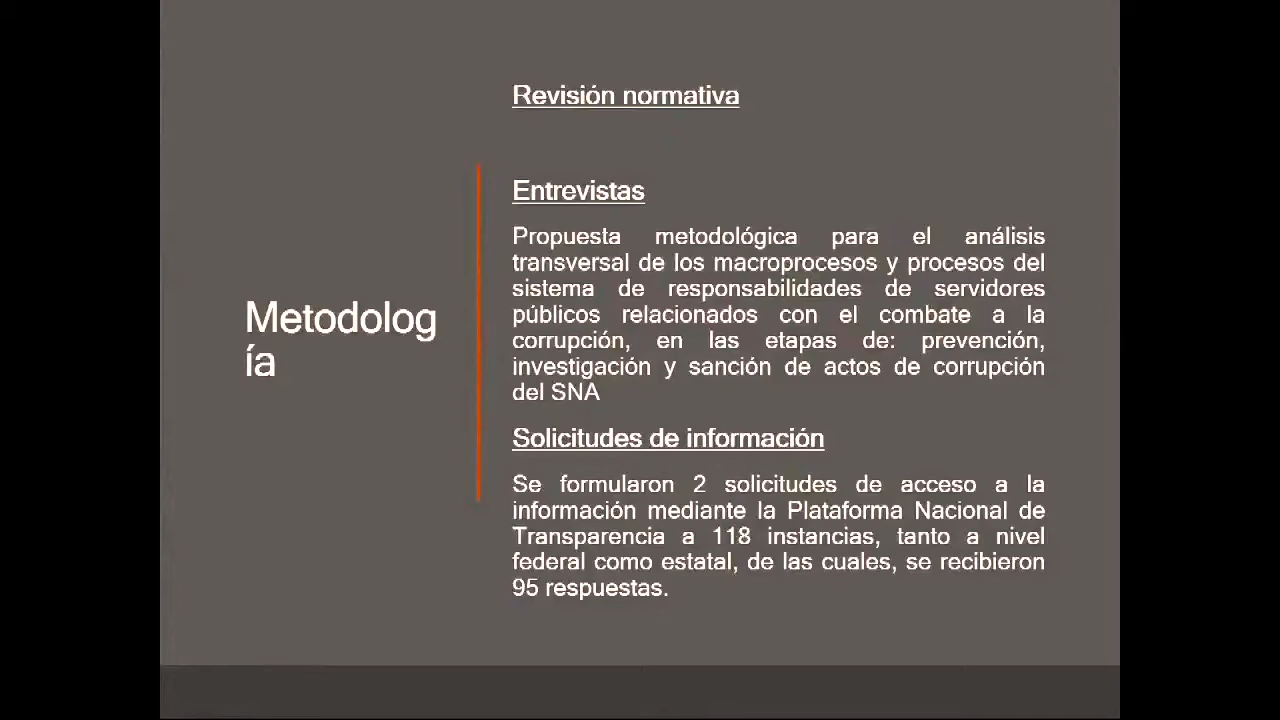 Metodolog
ía
Revisión normativa
Entrevistas
Propuesta metodológica para el análisis
transversal de los macroprocesos y procesos del
sistema de responsabilidades de servidores
públicos relacionados con el combate a la
corrupción, en las etapas de: prevención,
investigación y sanción de actos de corrupción
del SNA
Solicitudes de información
Se formularon 2 solicitudes de acceso a la
información mediante la Plataforma Nacional de
Transparencia a 118 instancias, tanto a nivel
federal como estatal, de las cuales, se recibieron
95 respuestas.